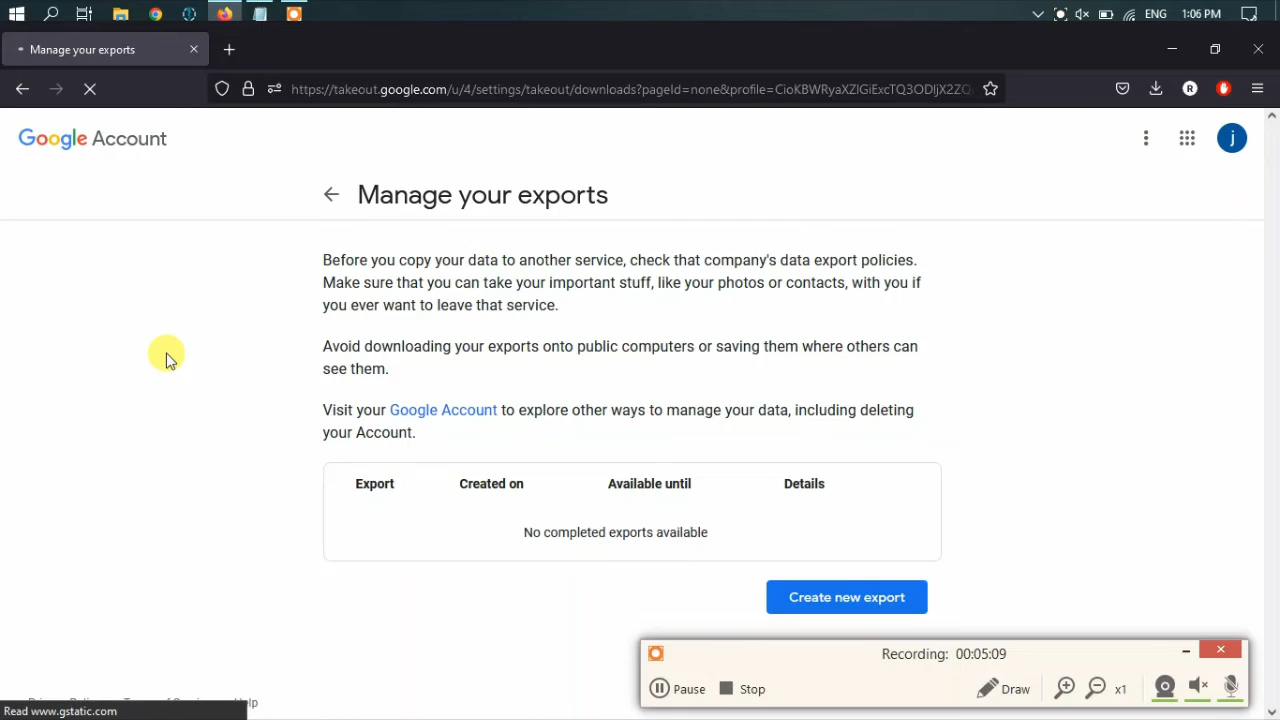 ENG 1:06 PM
Manage your exports
https://takeout.google.com/u/4/settings/takeout/downloads?pageId=none&profile=
Google Account
j
Manage your exports
Before you copy your data to another service, check that company's data export policies.
Make sure that you can take your important stuff, like your photos or contacts, with you if
you ever want to leave that service.
Avoid downloading your exports onto public computers or saving them where others can
see them.
Visit your Google Account to explore other ways to manage your data, including deleting
your Account.
Export Created on Available until Details
No completed exports available
Create new export
Recording: 00:05:09
Pause Stop Draw x1
Help
Read www.gstatic.com